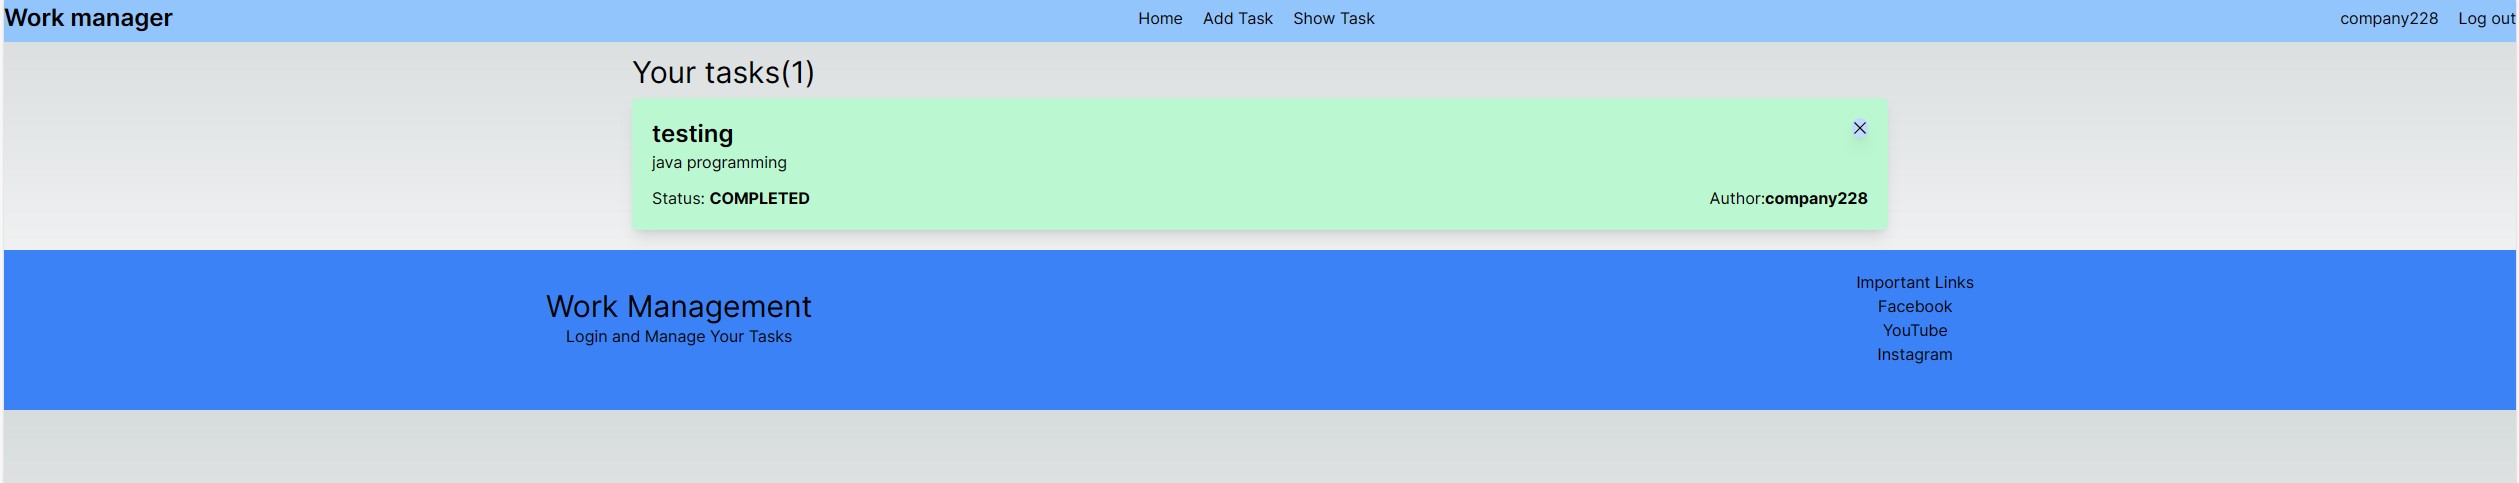 Work manager Home Add Task Show Task company228 Log out
Your tasks(1)
testing
java programming
Status: COMPLETED Author:company228
Work Management
Login and Manage Your Tasks
Important Links
Facebook
YouTube
Instagram